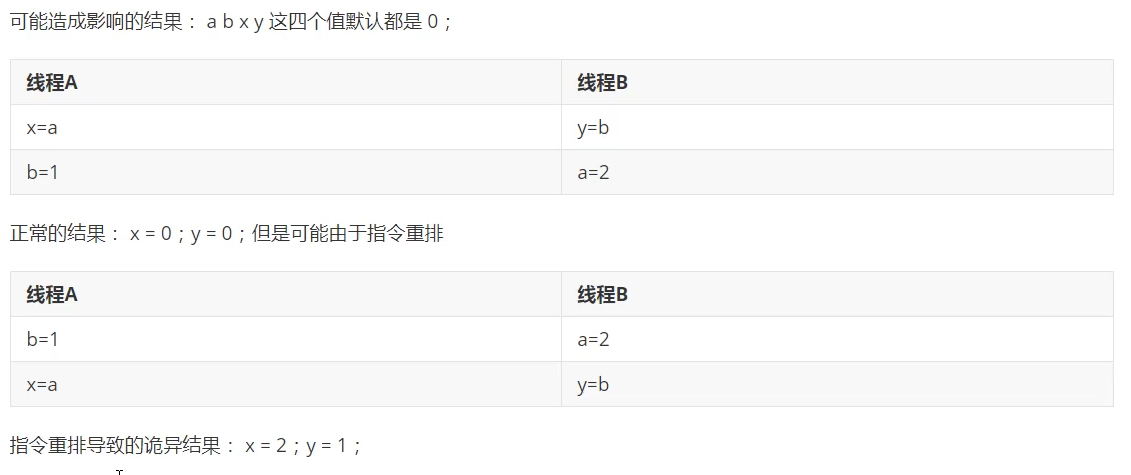 可能造成影响的结果： a b x y 这四个值默认都是 0；
线程A 线程B
x=a y=b
b=1 a=2
正常的结果： x = 0；y = 0；但是可能由于指令重排
线程A 线程B
b=1 a=2
x=a y=b
指令重排导致的诡异结果： x = 2；y = 1；